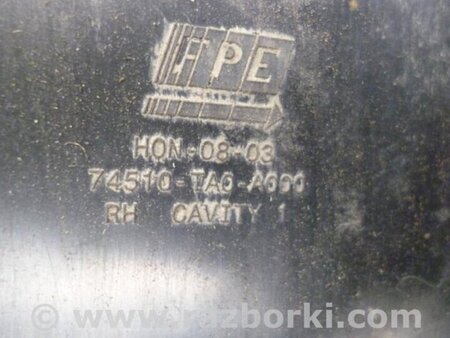 FPE
HON-08-03
74510-TA0-A000
RH CAVITY 1
© www.razborki.com